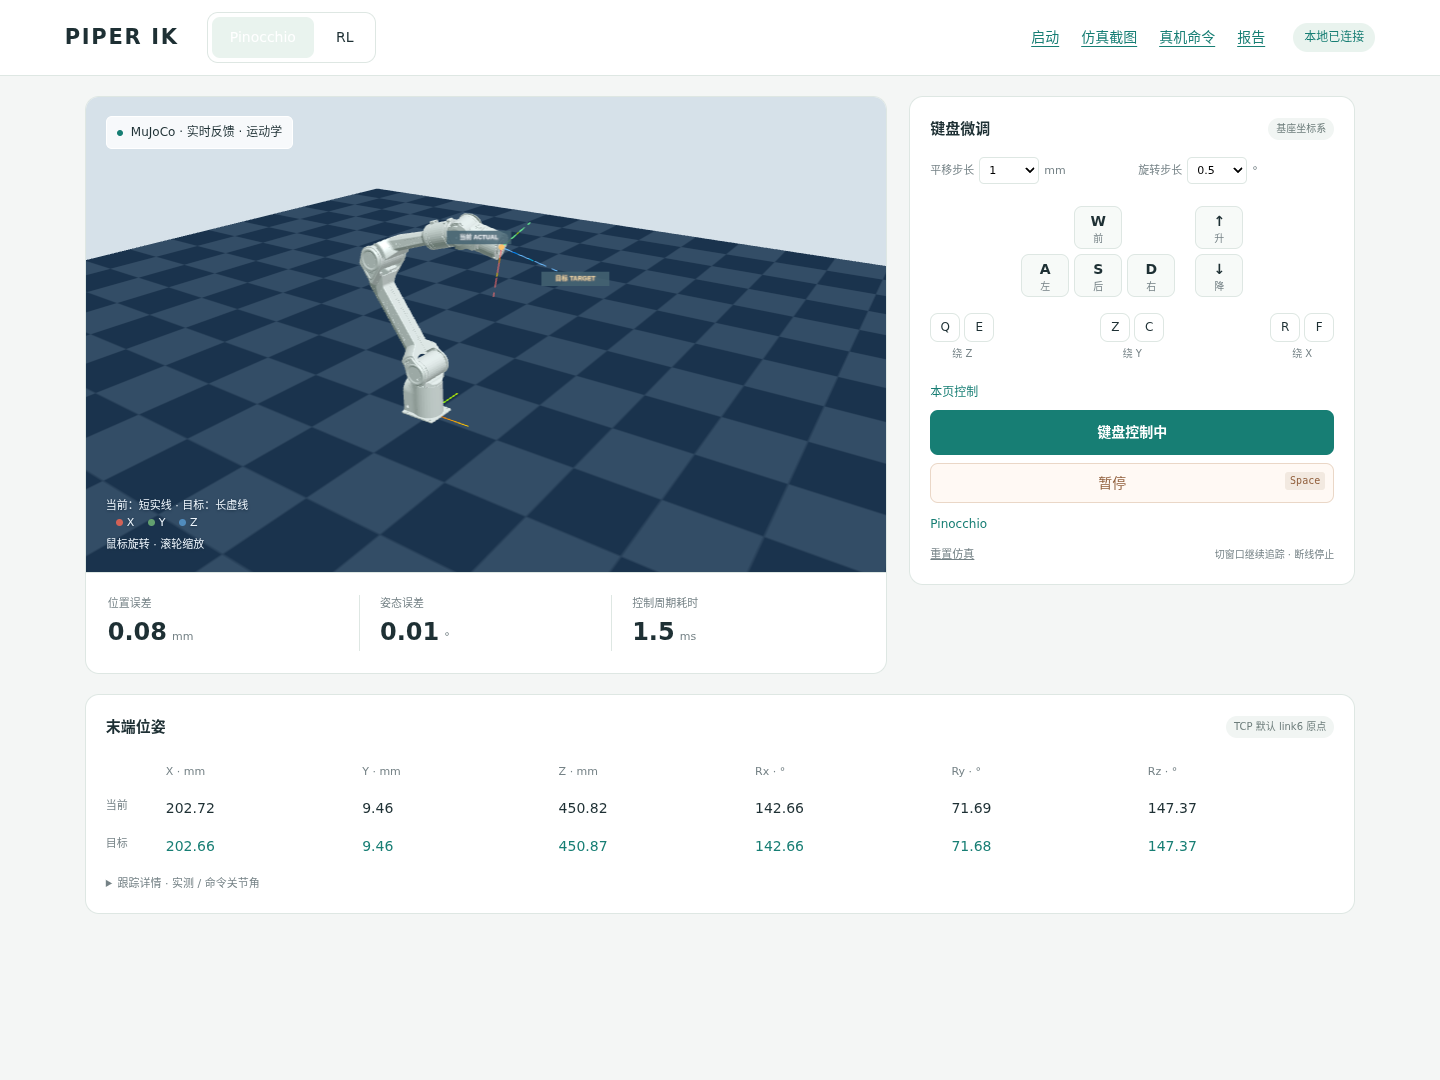 PIPER IK
Pinocchio
RL
启动
仿真截图
真机命令
报告
本地已连接
MuJoCo · 实时反馈 · 运动学
当前 ACTUAL
目标 TARGET
当前：短实线 · 目标：长虚线
X Y Z
鼠标旋转 · 滚轮缩放
位置误差
0.08 mm
姿态误差
0.01 °
控制周期耗时
1.5 ms
键盘微调
基座坐标系
平移步长 1 mm
旋转步长 0.5 °
W
前
↑
升
A
左
S
后
D
右
↓
降
Q E
绕 Z
Z C
绕 Y
R F
绕 X
本页控制
键盘控制中
暂停
Space
Pinocchio
重置仿真
切窗口继续追踪 · 断线停止
末端位姿
TCP 默认 link6 原点
X · mm Y · mm Z · mm Rx · ° Ry · ° Rz · °
当前 202.72 9.46 450.82 142.66 71.69 147.37
目标 202.66 9.46 450.87 142.66 71.68 147.37
▶ 跟踪详情 · 实测 / 命令关节角